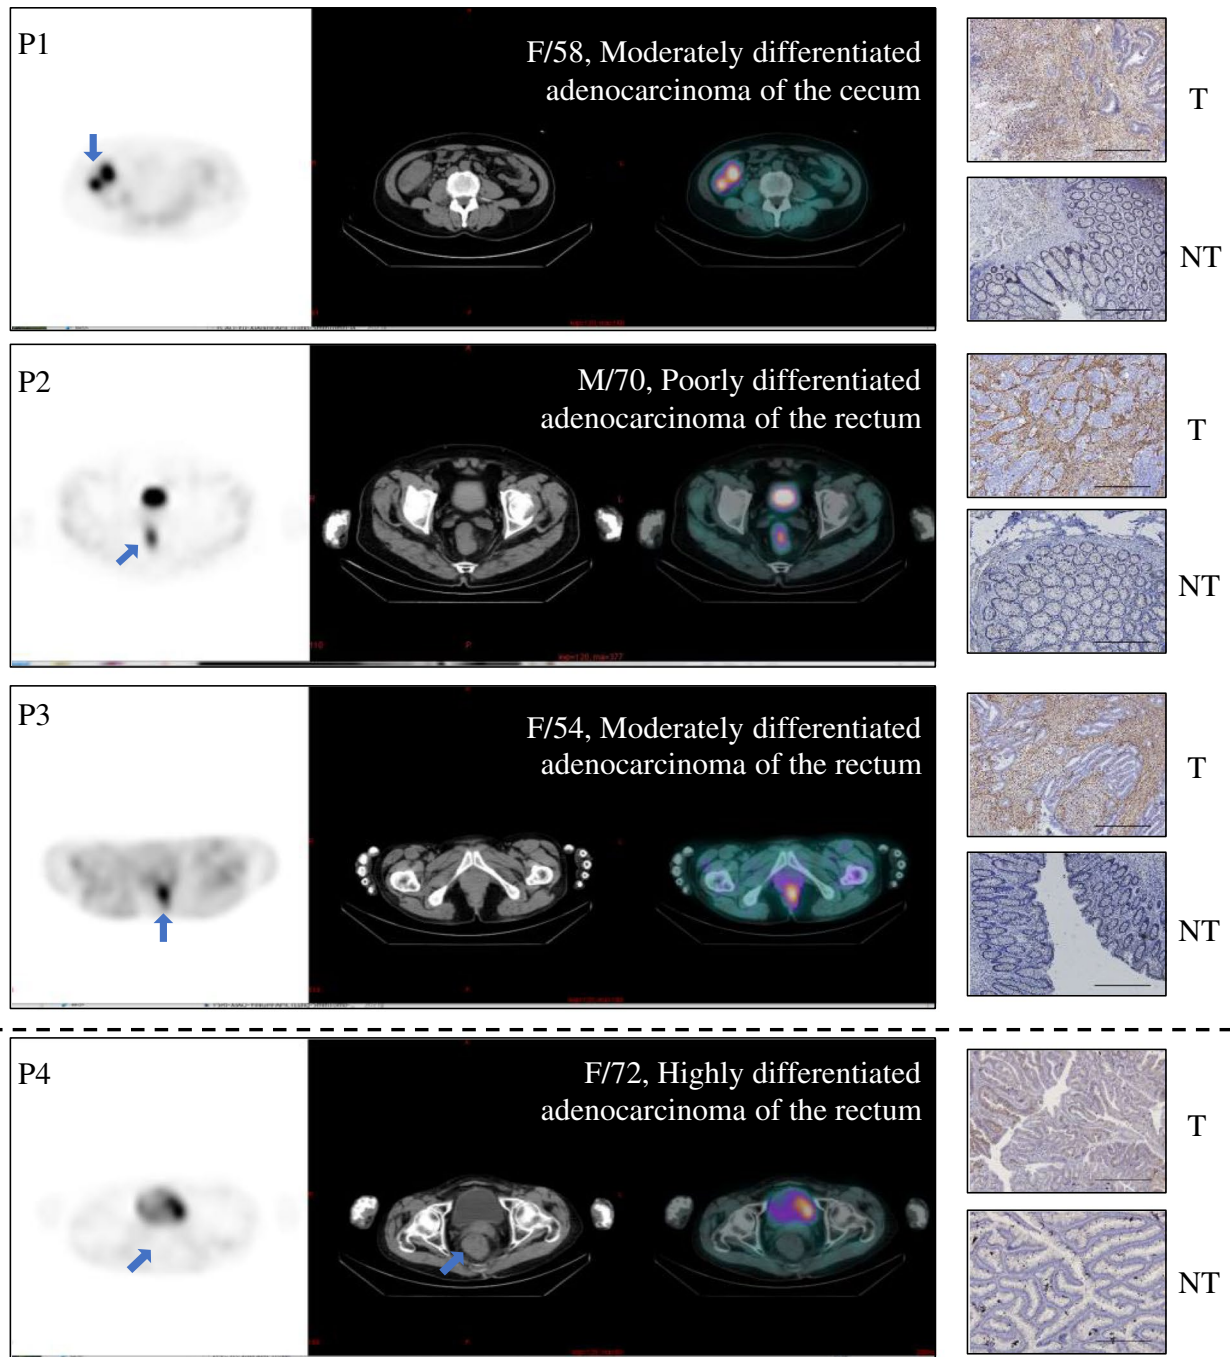 P1
F/58, Moderately differentiated
adenocarcinoma of the cecum
T
NT
P2
M/70, Poorly differentiated
adenocarcinoma of the rectum
T
NT
P3
F/54, Moderately differentiated
adenocarcinoma of the rectum
T
NT
P4
F/72, Highly differentiated
adenocarcinoma of the rectum
T
NT